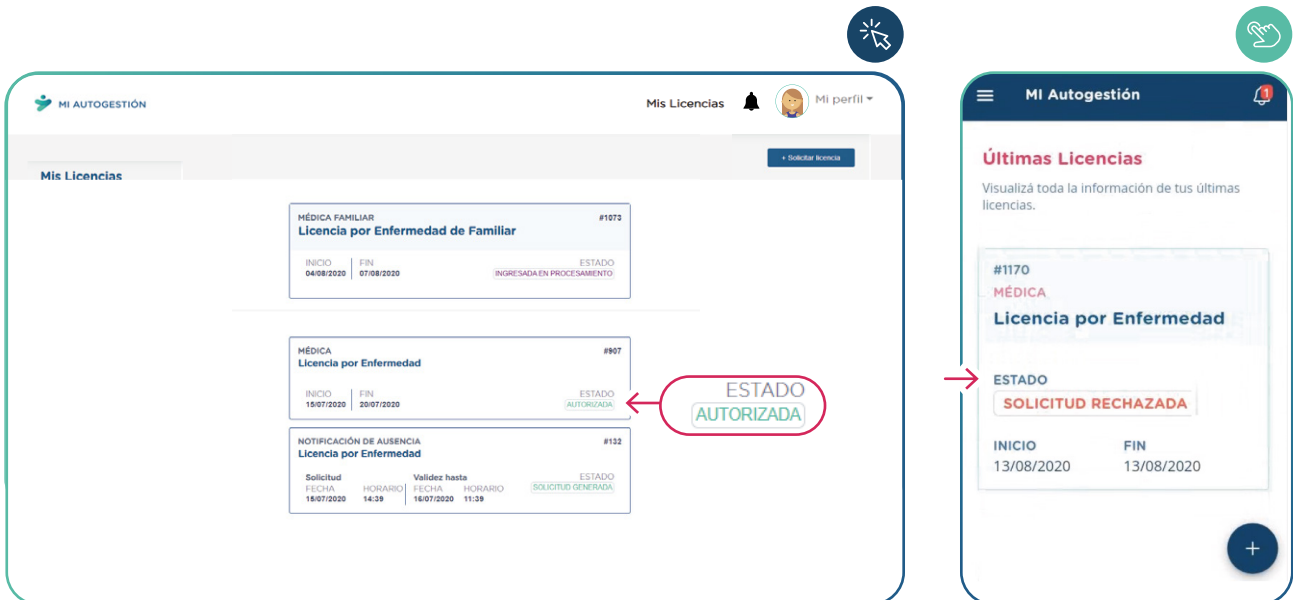 MI AUTOGESTIÓN
Mis Licencias
Mi perfil
+ Solicitar licencia
Mis Licencias
MÉDICA FAMILIAR
#1073
Licencia por Enfermedad de Familiar
INICIO FIN ESTADO
04/08/2020 07/08/2020 INGRESADA EN PROCESAMIENTO
MÉDICA
#907
Licencia por Enfermedad
INICIO FIN ESTADO
15/07/2020 20/07/2020 AUTORIZADA
ESTADO
AUTORIZADA
NOTIFICACIÓN DE AUSENCIA
#132
Licencia por Enfermedad
Solicitud Validez hasta ESTADO
FECHA HORARIO FECHA HORARIO SOLICITUD GENERADA
15/07/2020 14:39 16/07/2020 11:39
MI Autogestión
1
Últimas Licencias
Visualizá toda la información de tus últimas
licencias.
#1170
MÉDICA
Licencia por Enfermedad
ESTADO
SOLICITUD RECHAZADA
INICIO FIN
13/08/2020 13/08/2020
+